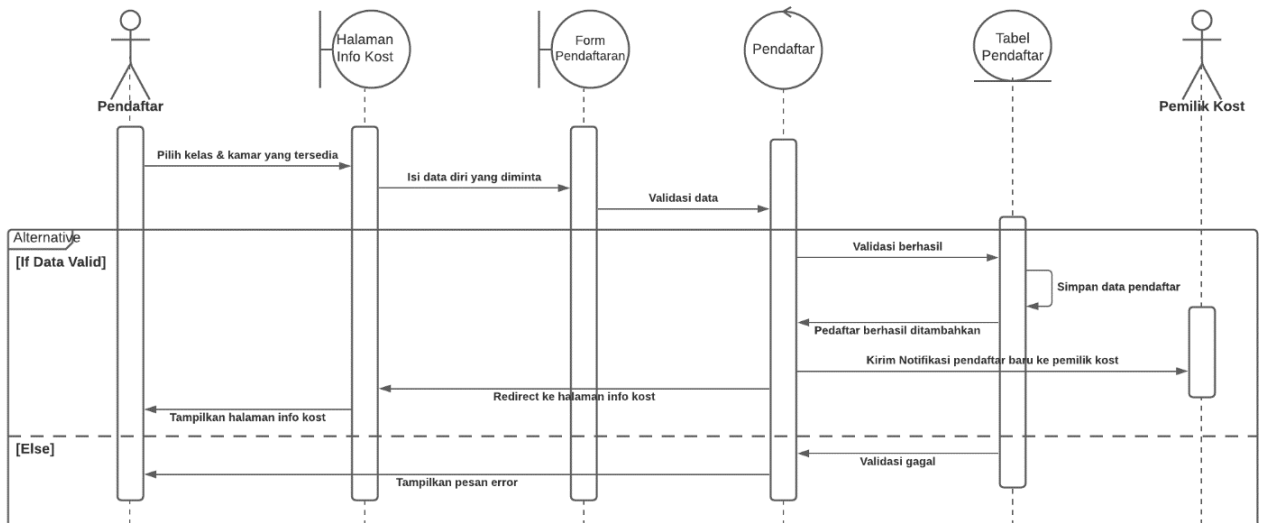 Halaman
Info Kost
Form
Pendaftaran
Pendaftar
Tabel
Pendaftar
Pendaftar
Pemilik Kost
Pilih kelas & kamar yang tersedia
Isi data diri yang diminta
Validasi data
Alternative
[If Data Valid]
Validasi berhasil
Simpan data pendaftar
Pedaftar berhasil ditambahkan
Kirim Notifikasi pendaftar baru ke pemilik kost
Redirect ke halaman info kost
Tampilkan halaman info kost
[Else]
Validasi gagal
Tampilkan pesan error